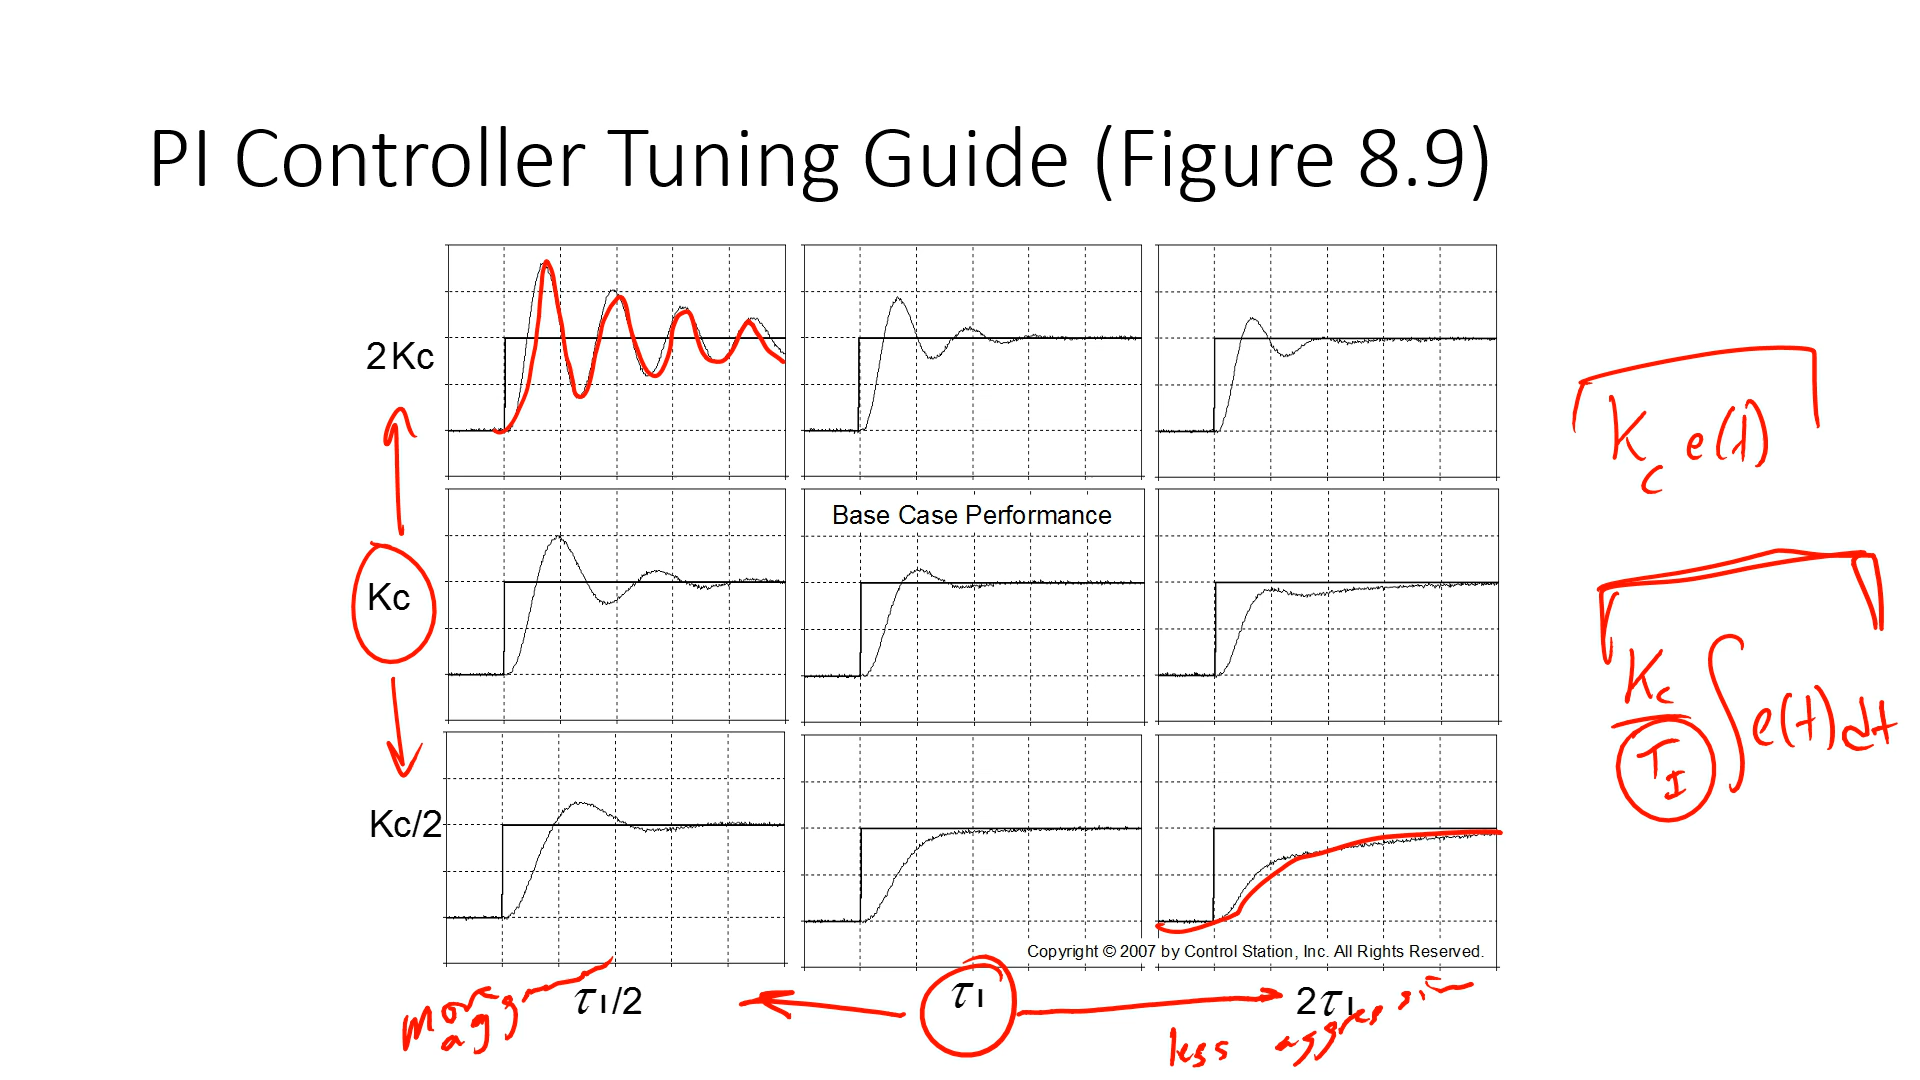 PI Controller Tuning Guide (Figure 8.9)
2Kc
Kc e(t)
Base Case Performance
Kc
Kc
τI
∫e(t)dt
Kc/2
Copyright © 2007 by Control Station, Inc. All Rights Reserved.
τI/2
τI
2τI
more
agg
less aggressive